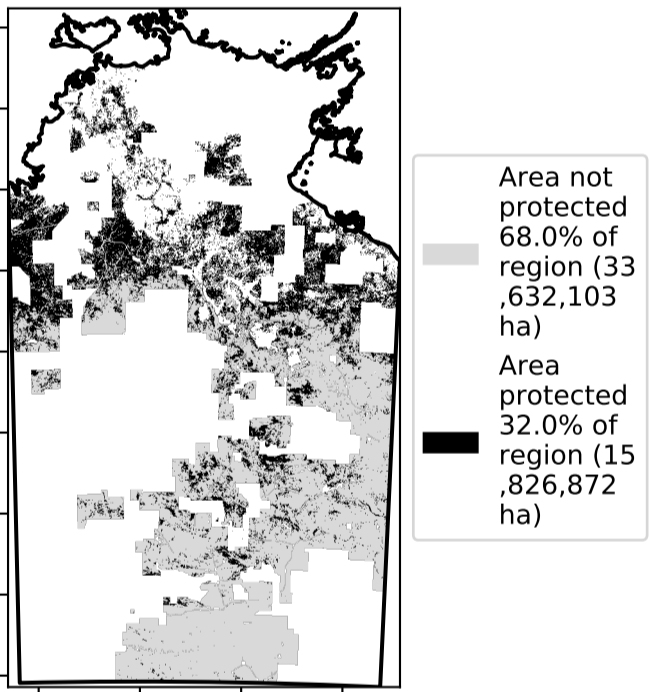 Area not
protected
68.0% of
region (33
,632,103
ha)
Area
protected
32.0% of
region (15
,826,872
ha)